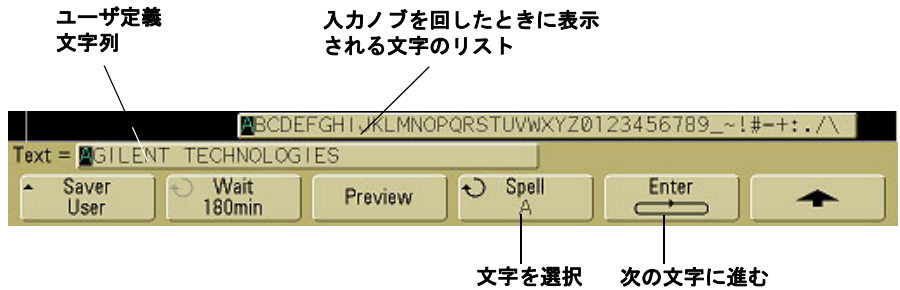 ユーザ定義
文字列
入力ノブを回したときに表示
される文字のリスト
ABCDEFGHIJKLMNOPQRSTUVWXYZ0123456789_~!#-+:./\
Text = AGILENT TECHNOLOGIES
Saver
User
Wait
180min
Preview
Spell
A
Enter
文字を選択
次の文字に進む